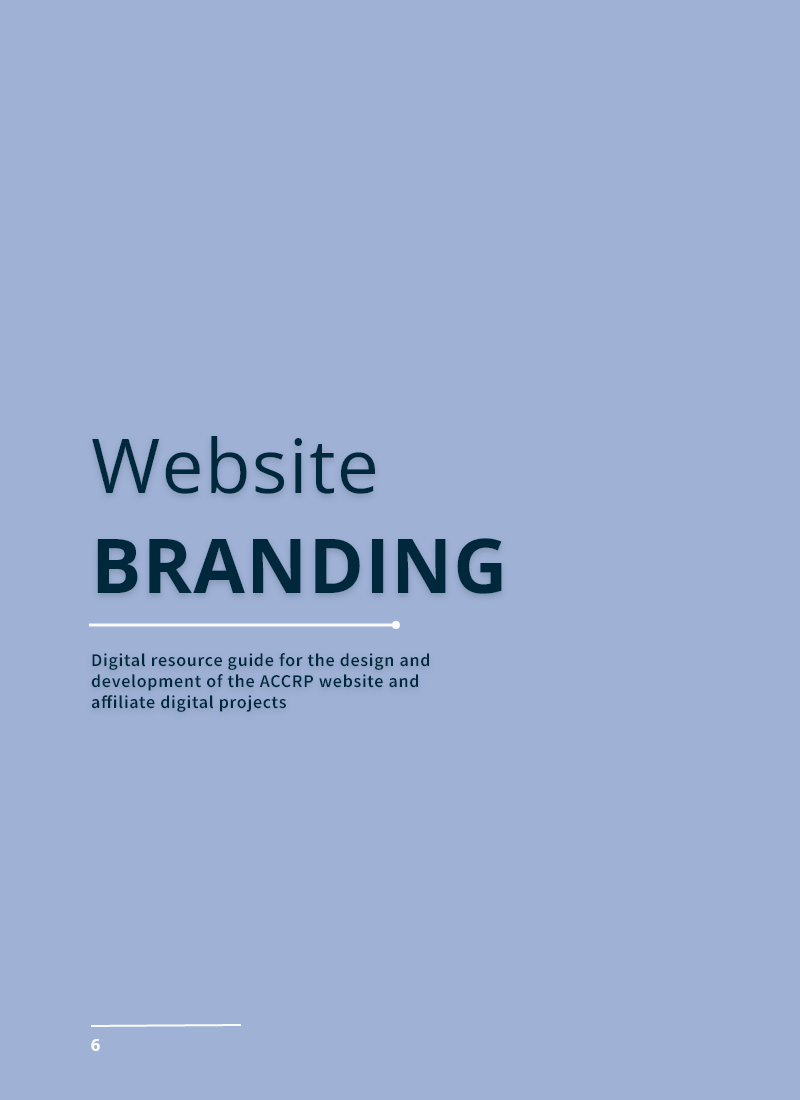 Website
BRANDING
Digital resource guide for the design and
development of the ACCRP website and
affiliate digital projects
6